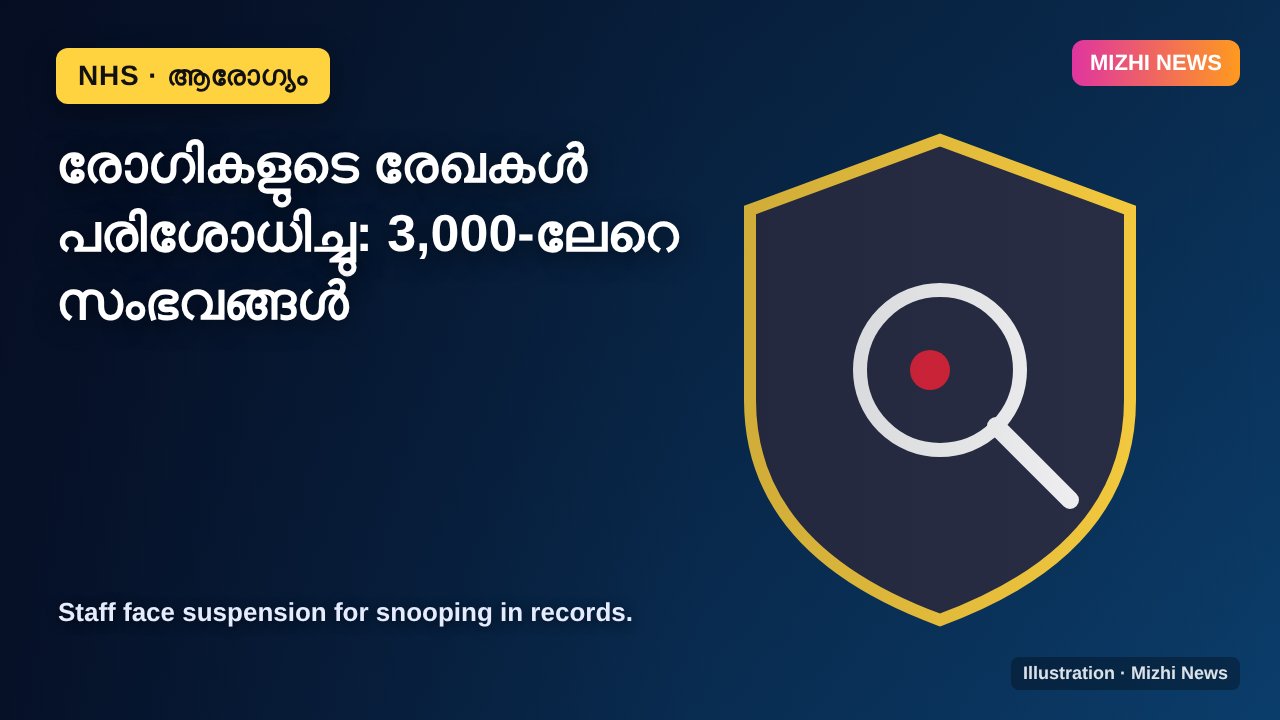 NHS · ആരോഗ്യം
MIZHI NEWS
രോഗികളുടെ രേഖകൾ
പരിശോധിച്ചു: 3,000-ലേറെ
സംഭവങ്ങൾ
Staff face suspension for snooping in records.
Illustration · Mizhi News